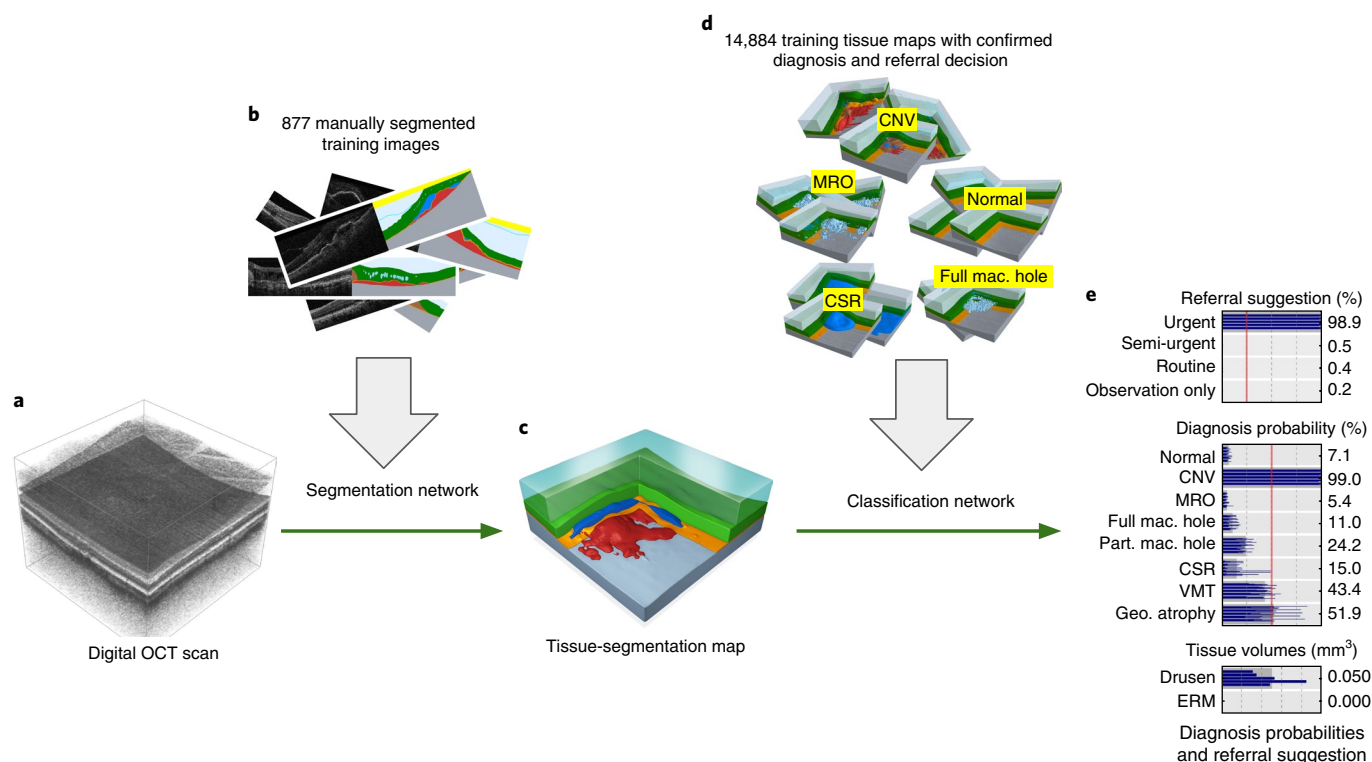 a
Digital OCT scan
b
877 manually segmented
training images
Segmentation network
c
Tissue-segmentation map
d
14,884 training tissue maps with confirmed
diagnosis and referral decision
CNV
MRO
Normal
CSR
Full mac. hole
Classification network
e
Referral suggestion (%)
Urgent 98.9
Semi-urgent 0.5
Routine 0.4
Observation only 0.2
Diagnosis probability (%)
Normal 7.1
CNV 99.0
MRO 5.4
Full mac. hole 11.0
Part. mac. hole 24.2
CSR 15.0
VMT 43.4
Geo. atrophy 51.9
Tissue volumes (mm³)
Drusen 0.050
ERM 0.000
Diagnosis probabilities
and referral suggestion